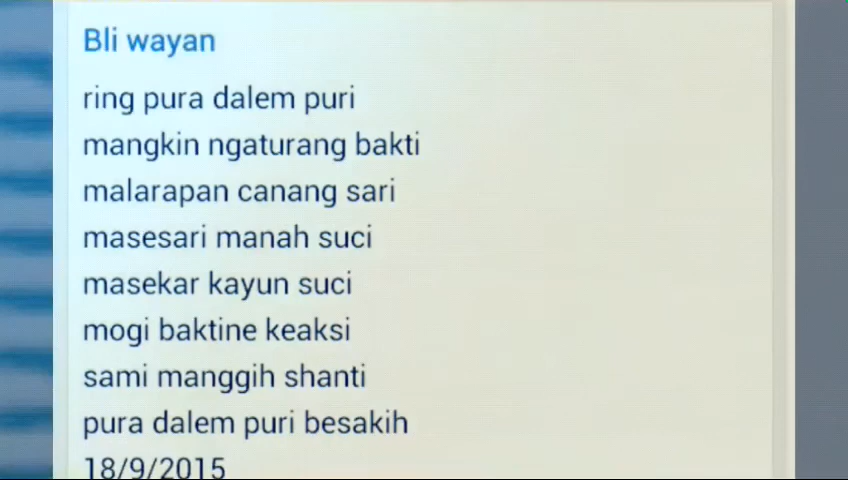 Bli wayan
ring pura dalem puri
mangkin ngaturang bakti
malarapan canang sari
masesari manah suci
masekar kayun suci
mogi baktine keaksi
sami manggih shanti
pura dalem puri besakih
18/9/2015